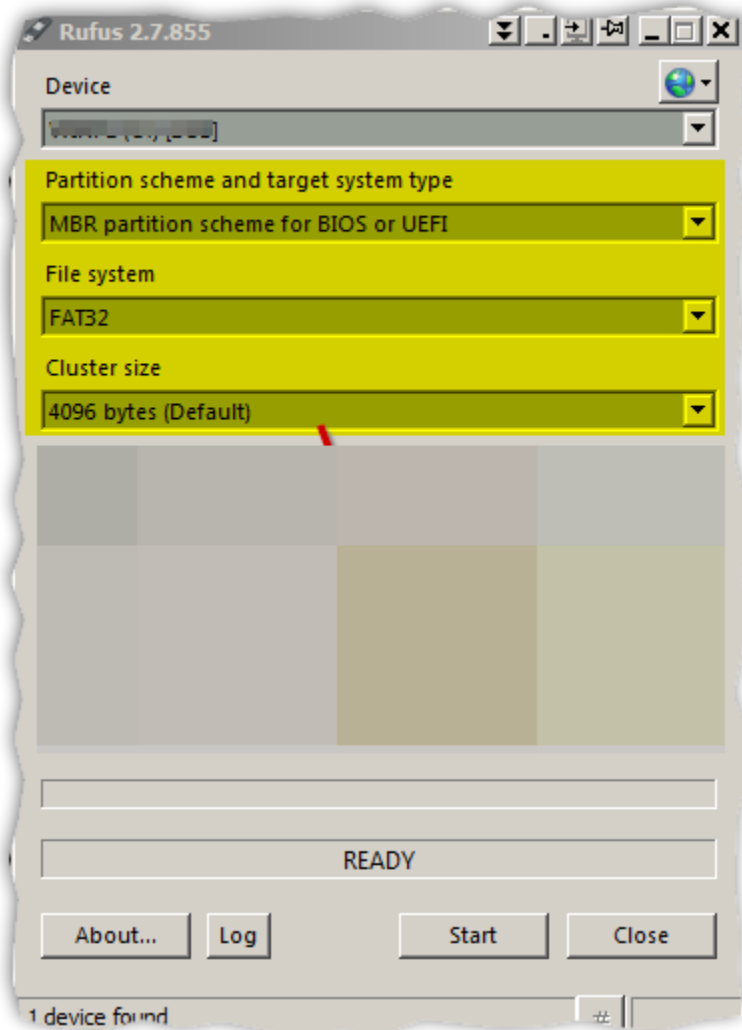 Rufus 2.7.855
Device
Partition scheme and target system type
MBR partition scheme for BIOS or UEFI
File system
FAT32
Cluster size
4096 bytes (Default)
READY
About... Log Start Close
1 device found #